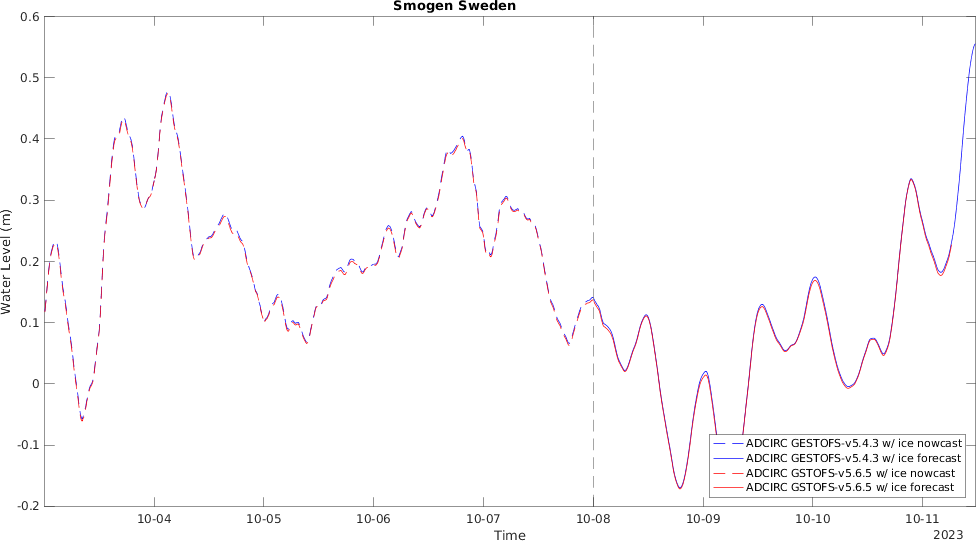 Smogen Sweden
0.6
0.5
0.4
0.3
0.2
0.1
0
-0.1
-0.2
Water Level (m)
ADCIRC GESTOFS-v5.4.3 w/ ice nowcast
ADCIRC GESTOFS-v5.4.3 w/ ice forecast
ADCIRC GSTOFS-v5.6.5 w/ ice nowcast
ADCIRC GSTOFS-v5.6.5 w/ ice forecast
10-04 10-05 10-06 10-07 10-08 10-09 10-10 10-11
Time
2023